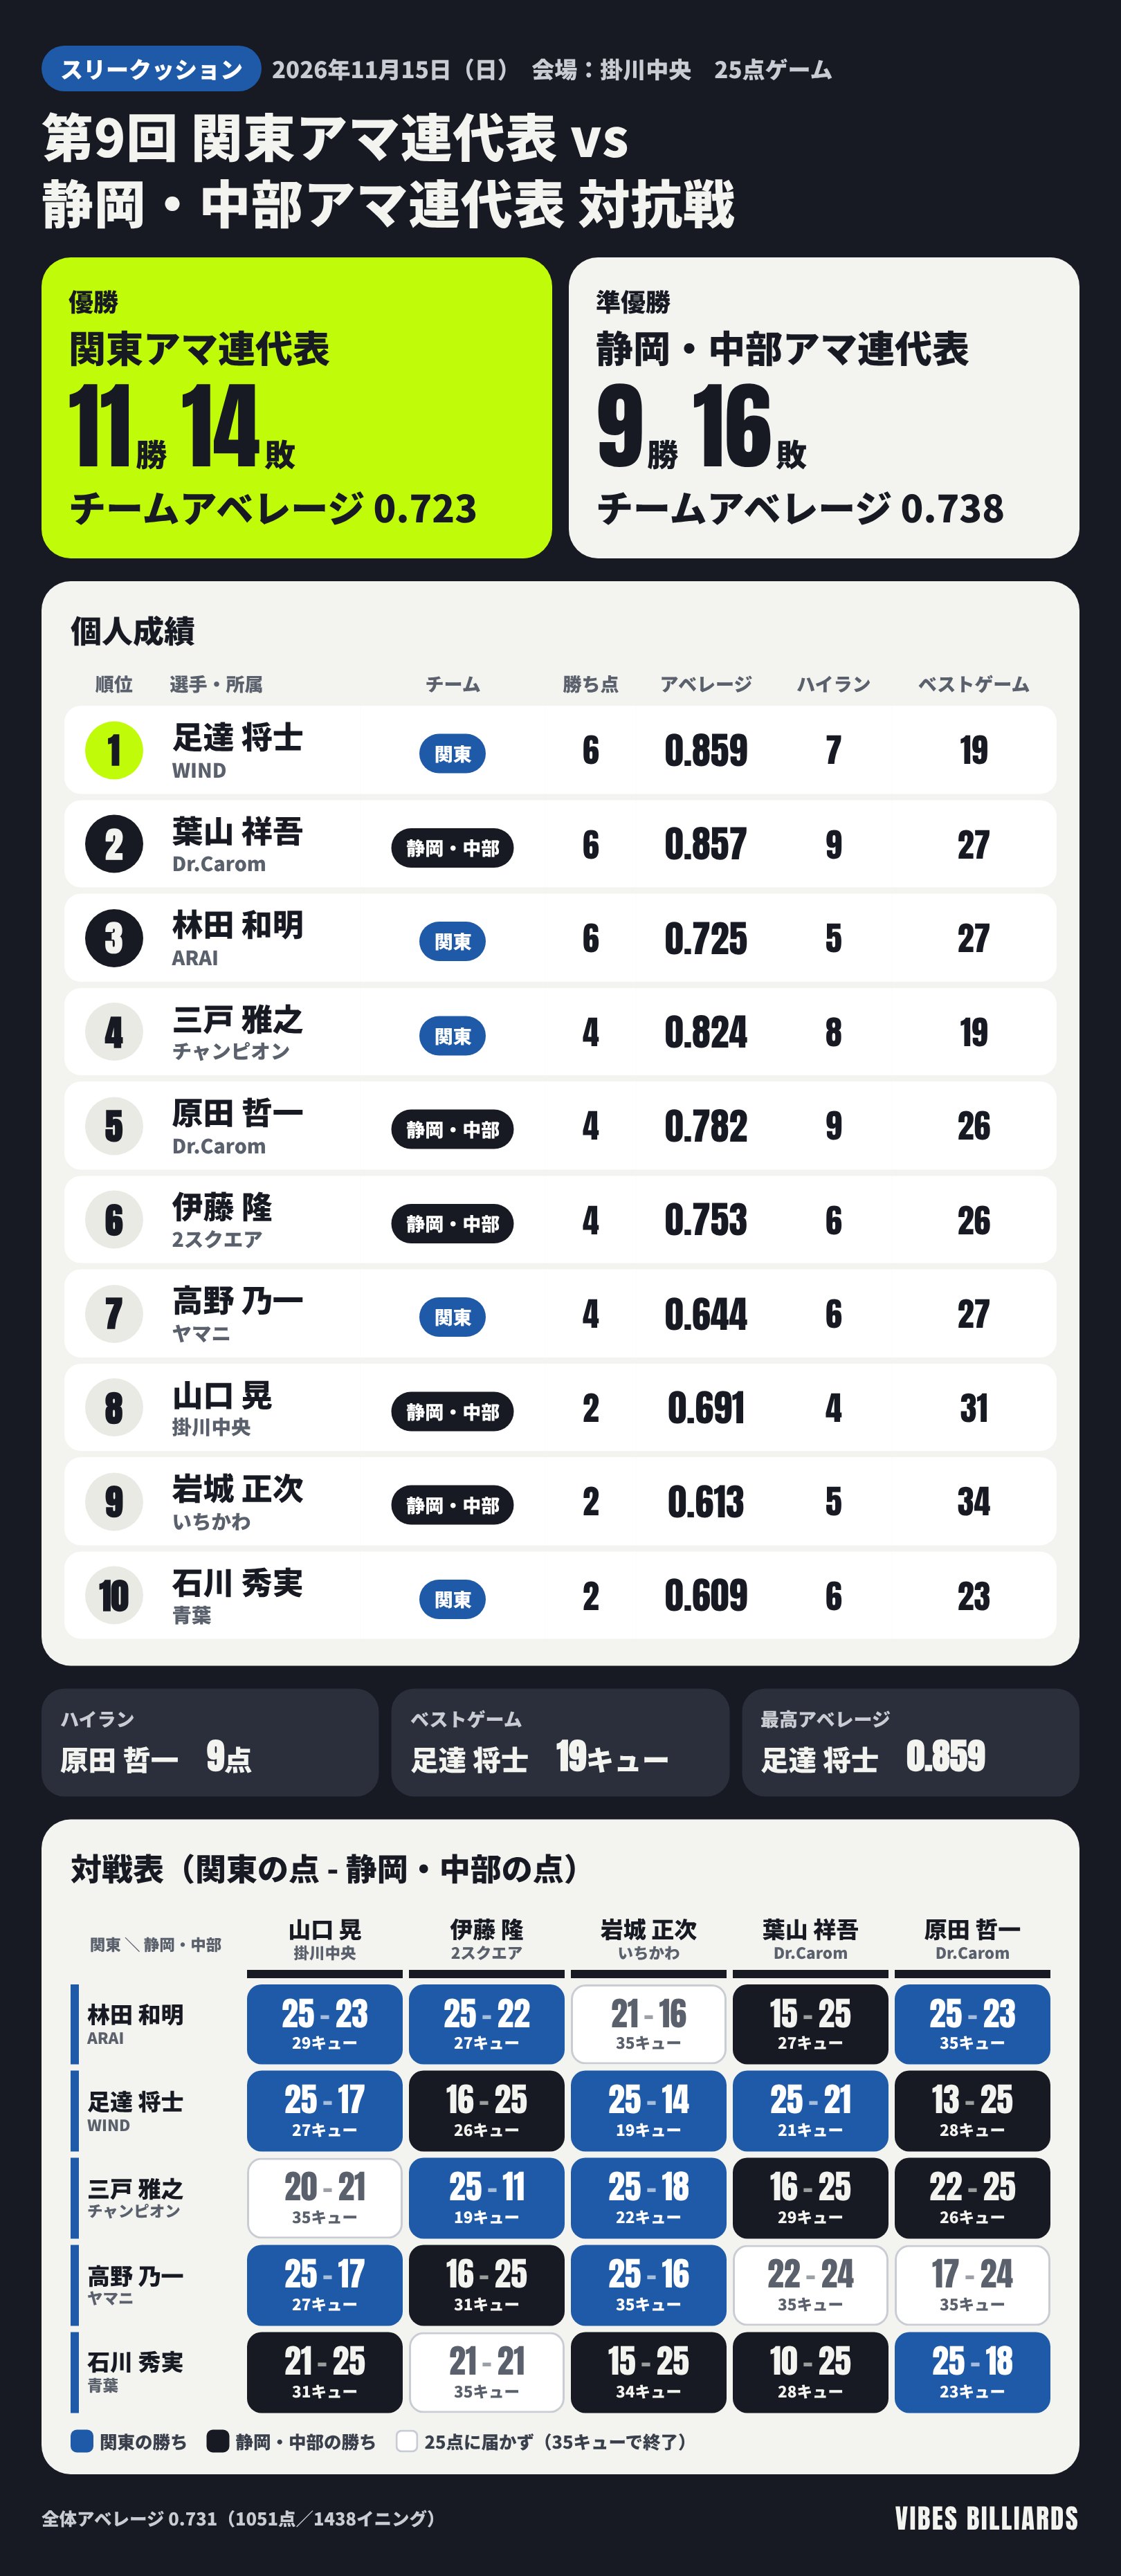 スリークッション 2026年11月15日（日） 会場：掛川中央 25点ゲーム
第9回 関東アマ連代表 vs
静岡・中部アマ連代表 対抗戦
優勝
関東アマ連代表
11勝 14敗
チームアベレージ 0.723
準優勝
静岡・中部アマ連代表
9勝 16敗
チームアベレージ 0.738
個人成績
順位 選手・所属 チーム 勝ち点 アベレージ ハイラン ベストゲーム
1 足達 将士 関東 6 0.859 7 19
WIND
2 葉山 祥吾 静岡・中部 6 0.857 9 27
Dr.Carom
3 林田 和明 関東 6 0.725 5 27
ARAI
4 三戸 雅之 関東 4 0.824 8 19
チャンピオン
5 原田 哲一 静岡・中部 4 0.782 9 26
Dr.Carom
6 伊藤 隆 静岡・中部 4 0.753 6 26
2スクエア
7 高野 乃一 関東 4 0.644 6 27
ヤマニ
8 山口 晃 静岡・中部 2 0.691 4 31
掛川中央
9 岩城 正次 静岡・中部 2 0.613 5 34
いちかわ
10 石川 秀実 関東 2 0.609 6 23
青葉
ハイラン
原田 哲一 9点
ベストゲーム
足達 将士 19キュー
最高アベレージ
足達 将士 0.859
対戦表（関東の点 - 静岡・中部の点）
関東 ＼ 静岡・中部 山口 晃 伊藤 隆 岩城 正次 葉山 祥吾 原田 哲一
掛川中央 2スクエア いちかわ Dr.Carom Dr.Carom
林田 和明 25 - 23 25 - 22 21 - 16 15 - 25 25 - 23
ARAI 29キュー 27キュー 35キュー 27キュー 35キュー
足達 将士 25 - 17 16 - 25 25 - 14 25 - 21 13 - 25
WIND 27キュー 26キュー 19キュー 21キュー 28キュー
三戸 雅之 20 - 21 25 - 11 25 - 18 16 - 25 22 - 25
チャンピオン 35キュー 19キュー 22キュー 29キュー 26キュー
高野 乃一 25 - 17 16 - 25 25 - 16 22 - 24 17 - 24
ヤマニ 27キュー 31キュー 35キュー 35キュー 35キュー
石川 秀実 21 - 25 21 - 21 15 - 25 10 - 25 25 - 18
青葉 31キュー 35キュー 34キュー 28キュー 23キュー
関東の勝ち 静岡・中部の勝ち 25点に届かず（35キューで終了）
全体アベレージ 0.731（1051点／1438イニング）
VIBES BILLIARDS